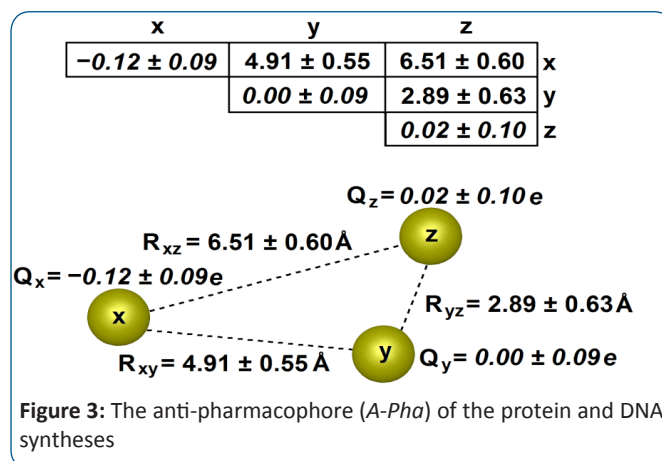 x y z
−0.12 ± 0.09 4.91 ± 0.55 6.51 ± 0.60 x
0.00 ± 0.09 2.89 ± 0.63 y
0.02 ± 0.10 z
Qz = 0.02 ± 0.10 e
Rxz = 6.51 ± 0.60 Å
z
Qx = −0.12 ± 0.09e
x
Ryz = 2.89 ± 0.63 Å
y
Rxy = 4.91 ± 0.55 Å
Qy = 0.00 ± 0.09 e
Figure 3: The anti-pharmacophore (A-Pha) of the protein and DNA
syntheses